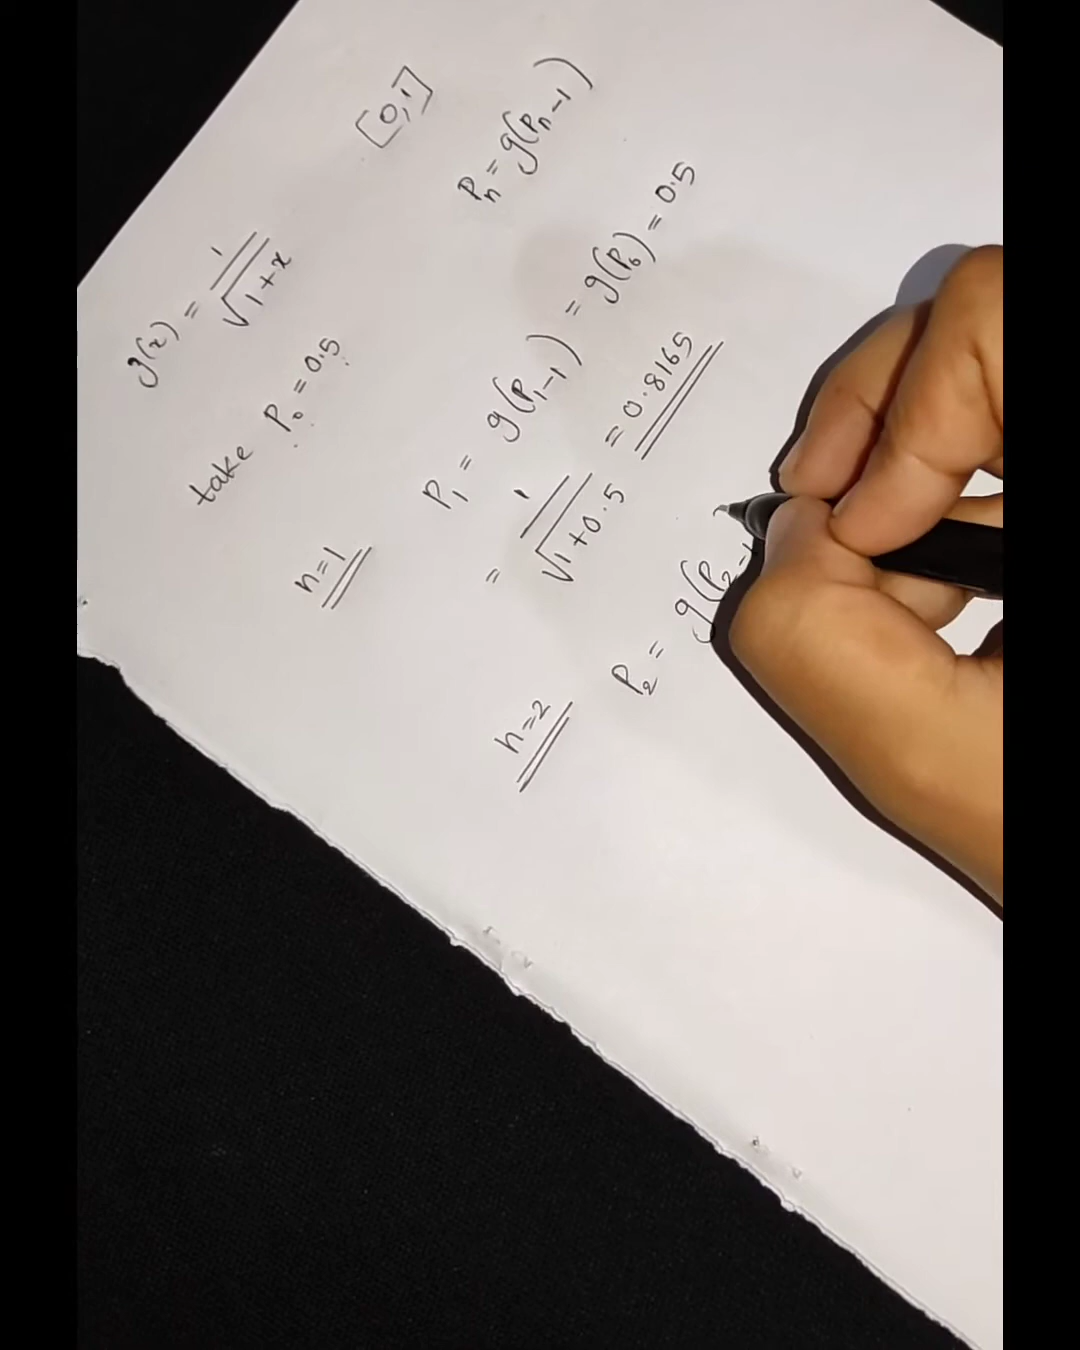 g(x) = 1/√1+x [0,1]
take P₀ = 0.5
Pₙ = g(Pₙ-1)
n=1
P₁ = g(P₁-1) = g(P₀) = 0.5
= 1/√1+0.5 = 0.8165
n=2
P₂ = g(P₂-1